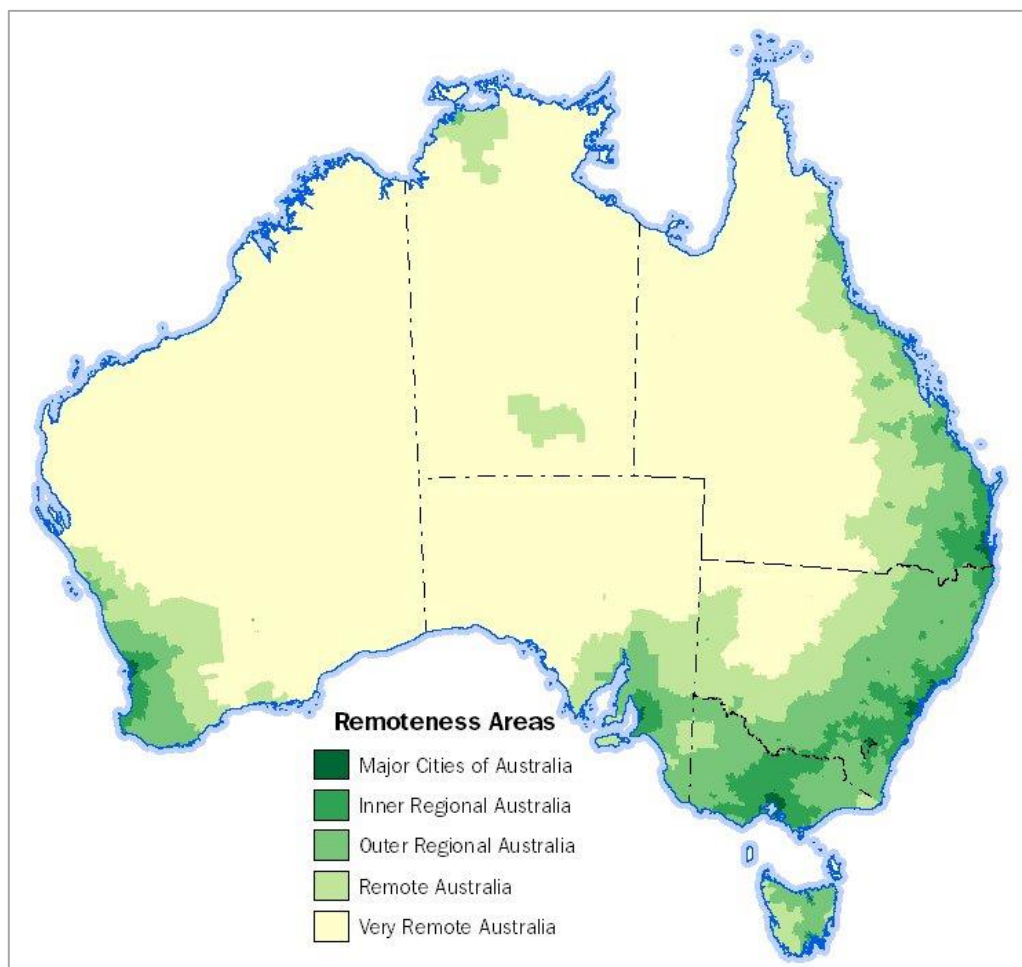 Remoteness Areas
Major Cities of Australia
Inner Regional Australia
Outer Regional Australia
Remote Australia
Very Remote Australia